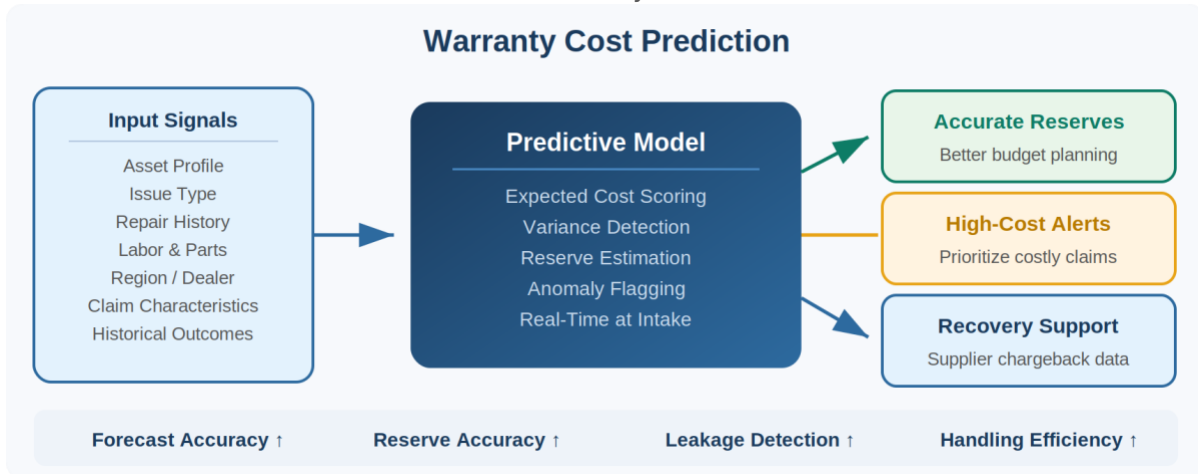 Warranty Cost Prediction
Input Signals
Asset Profile
Issue Type
Repair History
Labor & Parts
Region / Dealer
Claim Characteristics
Historical Outcomes
Predictive Model
Expected Cost Scoring
Variance Detection
Reserve Estimation
Anomaly Flagging
Real-Time at Intake
Accurate Reserves
Better budget planning
High-Cost Alerts
Prioritize costly claims
Recovery Support
Supplier chargeback data
Forecast Accuracy ↑
Reserve Accuracy ↑
Leakage Detection ↑
Handling Efficiency ↑